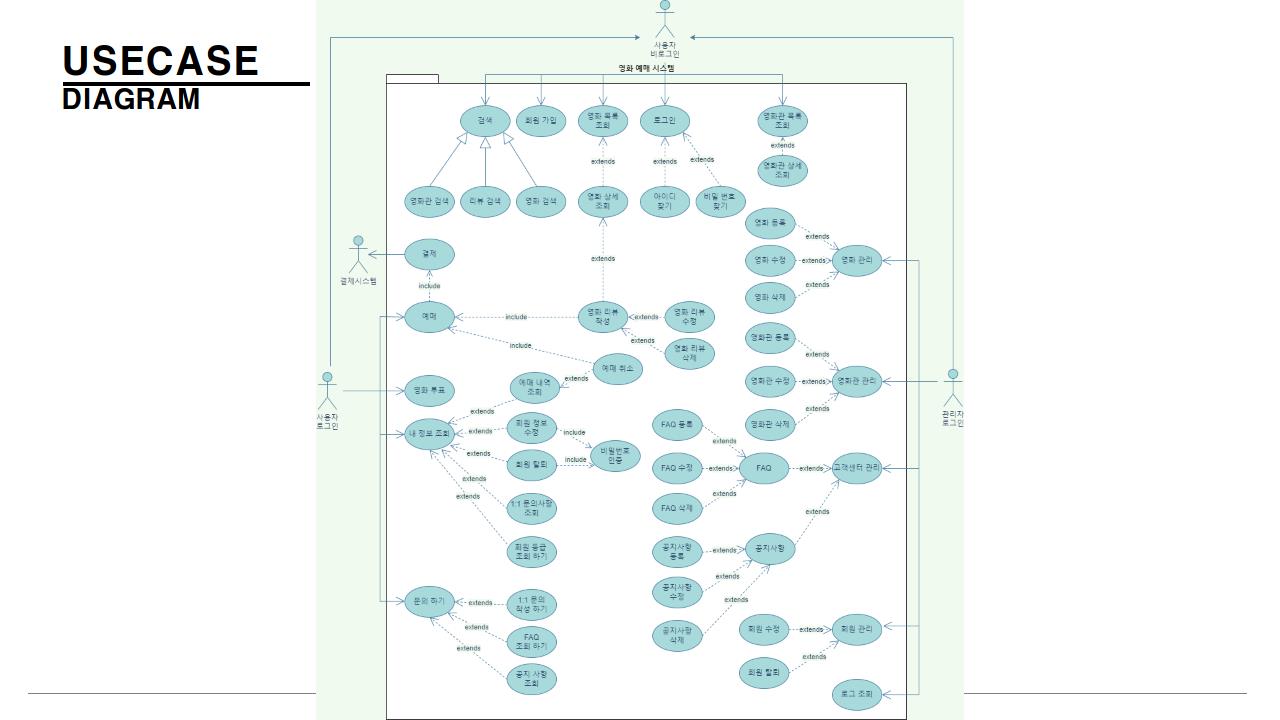 USECASE
DIAGRAM
사용자
비로그인
영화 예매 시스템
검색
회원 가입
영화 목록
조회
로그인
영화관 목록
조회
extends
extends
extends
extends
영화관 상세
조회
영화관 검색
리뷰 검색
영화 검색
영화 상세
조회
아이디
찾기
비밀 번호
찾기
영화 등록
extends
결제
extends
영화 수정
extends
영화 관리
결제시스템
include
extends
영화 삭제
예매
include
영화 리뷰
작성
extends
영화 리뷰
수정
영화관 등록
include
extends
영화 리뷰
삭제
extends
예매 취소
extends
예매 내역
조회
영화관 수정
extends
영화관 관리
영화 투표
사용자
로그인
관리자
로그인
extends
extends
영화관 삭제
FAQ 등록
내 정보 조회
extends
회원 정보
수정
include
extends
extends
회원 탈퇴
include
비밀번호
인증
FAQ 수정
extends
FAQ
extends
고객센터 관리
extends
extends
extends
1:1 문의사항
조회
FAQ 삭제
extends
회원 등급
조회 하기
공지사항
등록
extends
공지사항
extends
공지사항
수정
extends
문의 하기
extends
1:1 문의
작성 하기
extends
FAQ
조회 하기
공지사항
삭제
회원 수정
extends
회원 관리
extends
extends
공지 사항
조회
회원 탈퇴
로그 조회